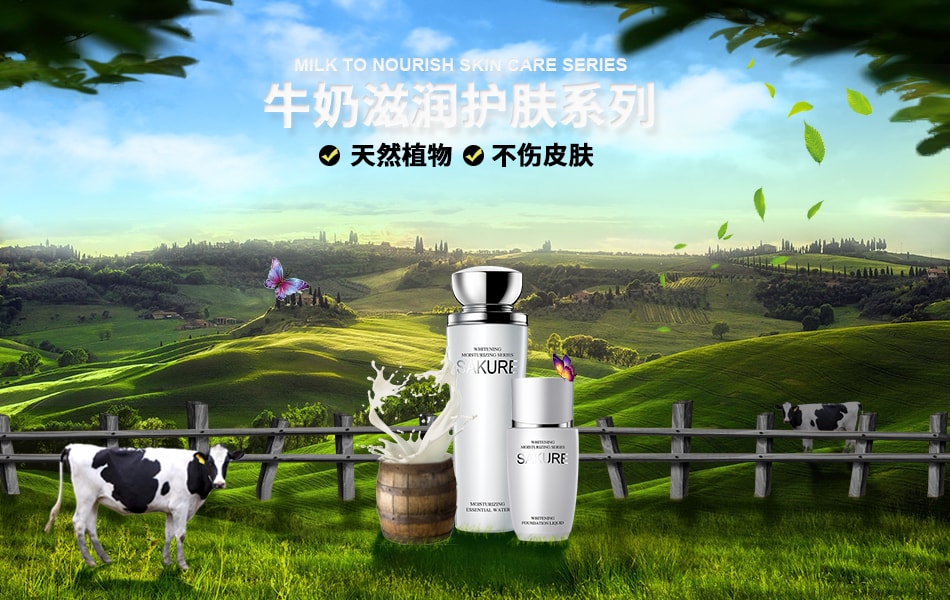 MILK TO NOURISH SKIN CARE SERIES
牛奶滋润护肤系列
天然植物 不伤皮肤
WHITENING
MOISTURIZING SERIES
SAKURE
MOISTURIZING
ESSENTIAL WATER
WHITENING
MOISTURIZING SERIES
SAKURE
WHITENING
FOUNDATION LIQUID